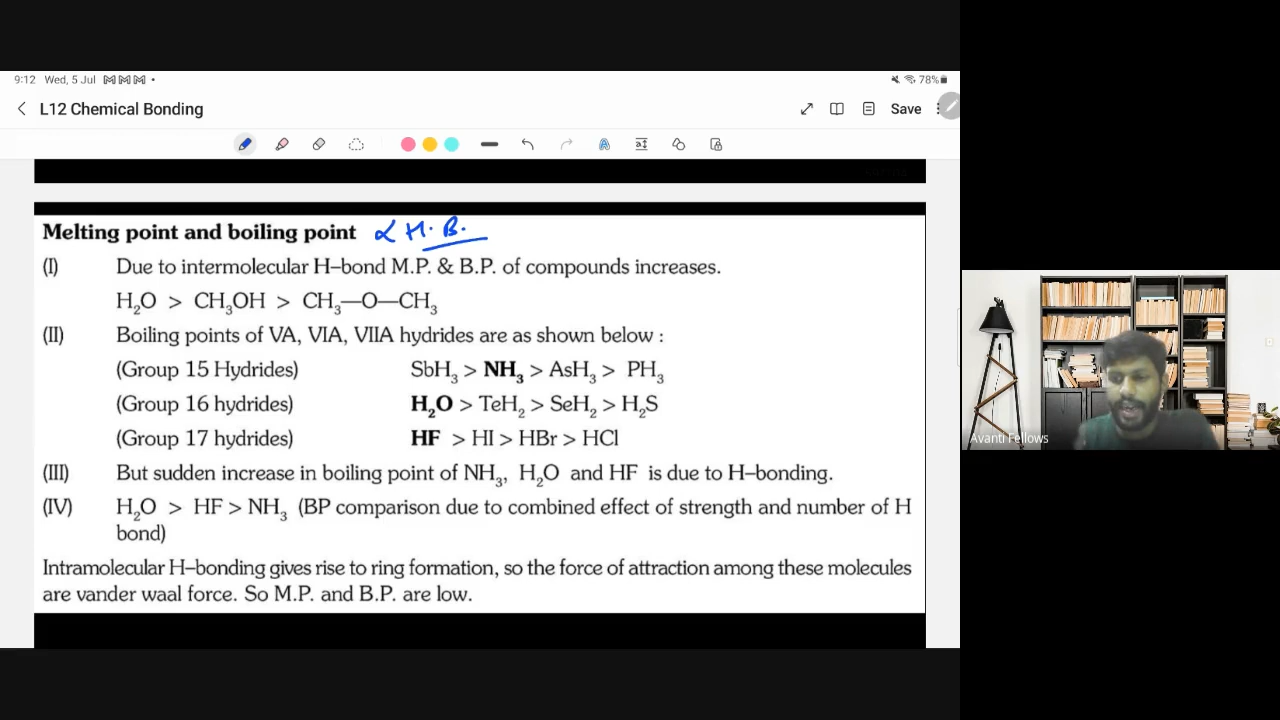 9:12 Wed, 5 Jul
78%
L12 Chemical Bonding
Save
Melting point and boiling point ∝ H.B.
(I) Due to intermolecular H–bond M.P. & B.P. of compounds increases.
H₂O > CH₃OH > CH₃—O—CH₃
(II) Boiling points of VA, VIA, VIIA hydrides are as shown below :
(Group 15 Hydrides) SbH₃ > NH₃ > AsH₃ > PH₃
(Group 16 hydrides) H₂O > TeH₂ > SeH₂ > H₂S
(Group 17 hydrides) HF > HI > HBr > HCl
(III) But sudden increase in boiling point of NH₃, H₂O and HF is due to H–bonding.
(IV) H₂O > HF > NH₃ (BP comparison due to combined effect of strength and number of H
bond)
Intramolecular H–bonding gives rise to ring formation, so the force of attraction among these molecules
are vander waal force. So M.P. and B.P. are low.
Avanti Fellows